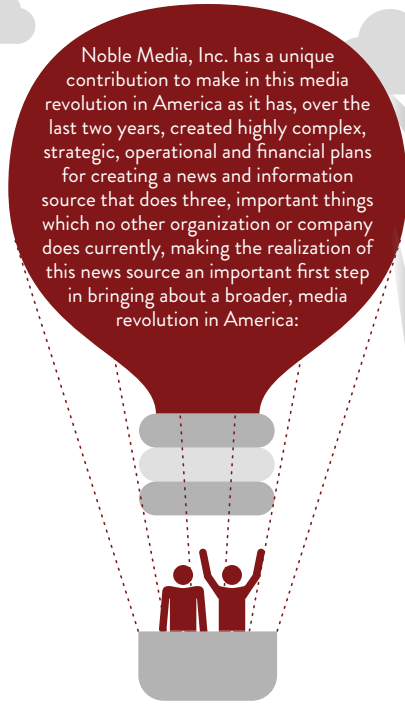 Noble Media, Inc. has a unique
contribution to make in this media
revolution in America as it has, over the
last two years, created highly complex,
strategic, operational and financial plans
for creating a news and information
source that does three, important things
which no other organization or company
does currently, making the realization of
this news source an important first step
in bringing about a broader, media
revolution in America: